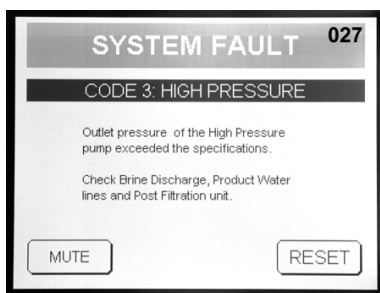 027
SYSTEM FAULT
CODE 3: HIGH PRESSURE
Outlet pressure of the High Pressure
pump exceeded the specifications.
Check Brine Discharge, Product Water
lines and Post Filtration unit.
MUTE
RESET